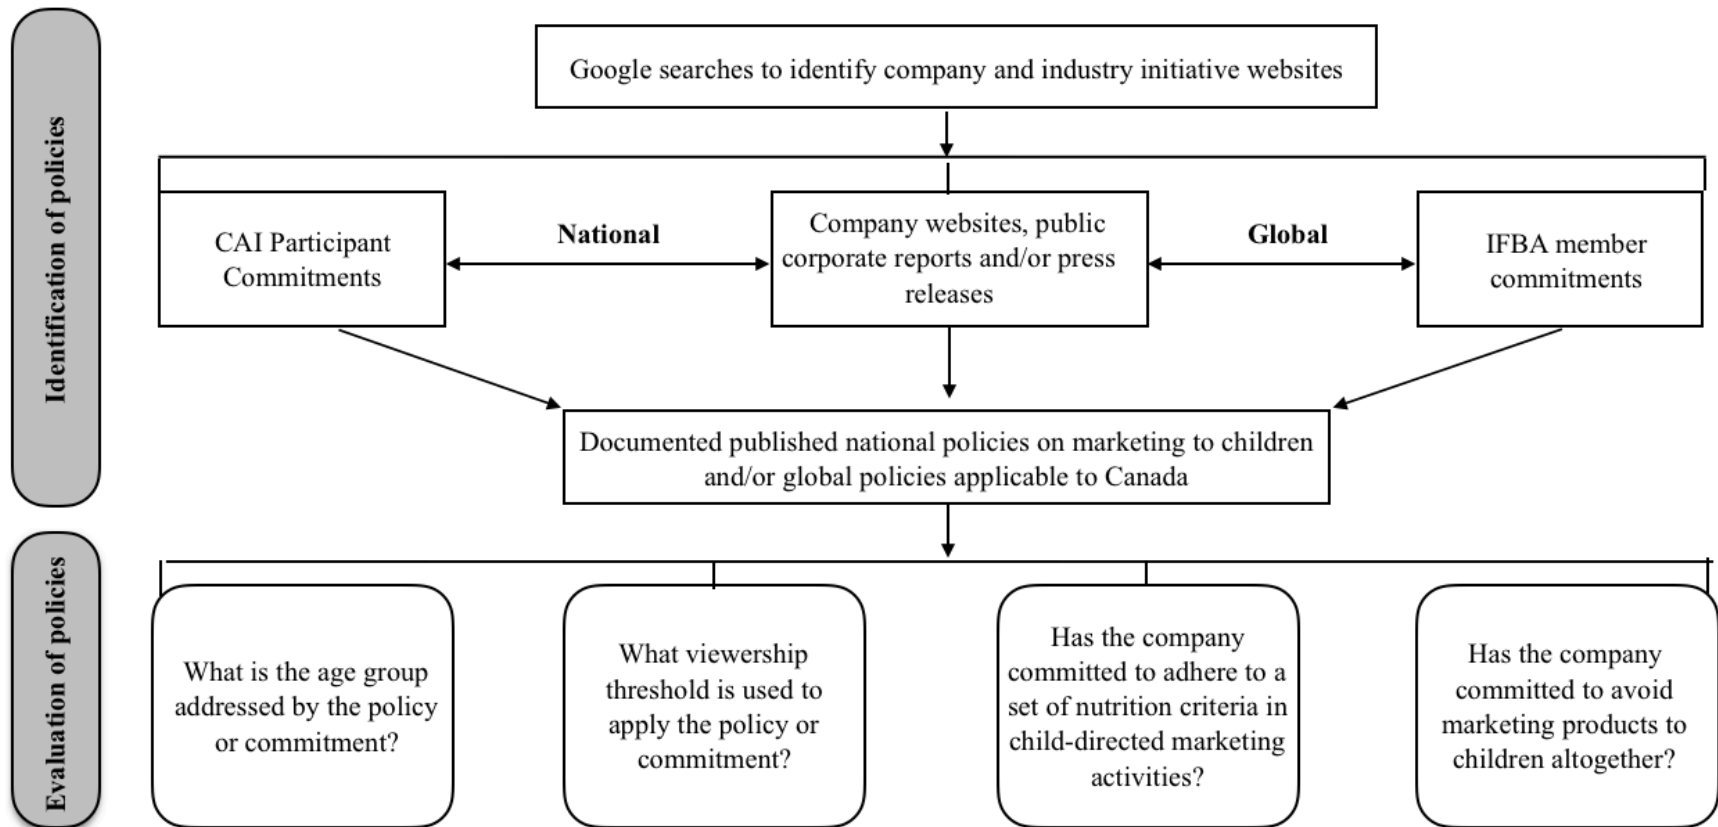 Identification of policies
Google searches to identify company and industry initiative websites
CAI Participant
Commitments
National
Company websites, public
corporate reports and/or press
releases
Global
IFBA member
commitments
Documented published national policies on marketing to children
and/or global policies applicable to Canada
Evaluation of policies
What is the age group
addressed by the policy
or commitment?
What viewership
threshold is used to
apply the policy or
commitment?
Has the company
committed to adhere to a
set of nutrition criteria in
child-directed marketing
activities?
Has the company
committed to avoid
marketing products to
children altogether?